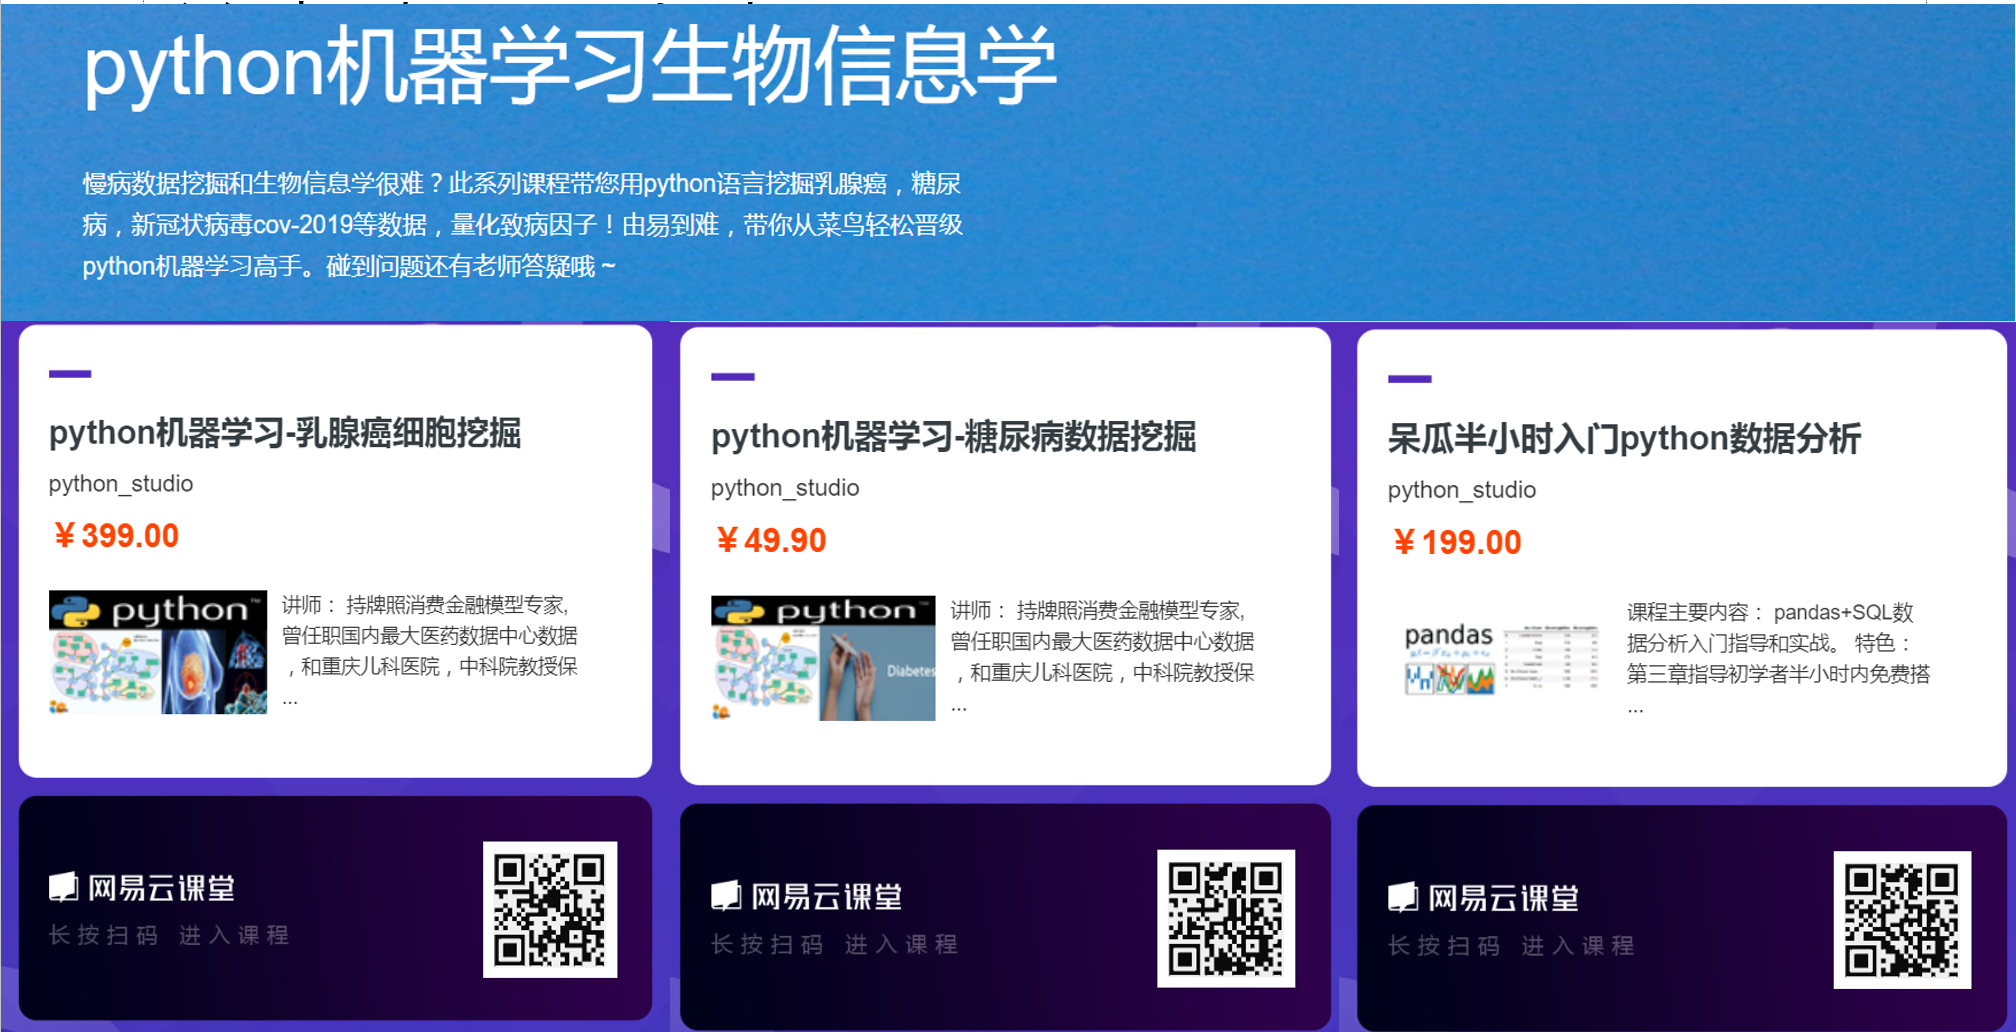 python机器学习生物信息学
慢病数据挖掘和生物信息学很难？此系列课程带您用python语言挖掘乳腺癌，糖尿
病，新冠状病毒cov-2019等数据，量化致病因子！由易到难，带你从菜鸟轻松晋级
python机器学习高手。碰到问题还有老师答疑哦～
python机器学习-乳腺癌细胞挖掘
python_studio
￥399.00
python
讲师： 持牌照消费金融模型专家,
曾任职国内最大医药数据中心数据
，和重庆儿科医院，中科院教授保
...
网易云课堂
长按扫码 进入课程
python机器学习-糖尿病数据挖掘
python_studio
￥49.90
python
Diabetes
讲师： 持牌照消费金融模型专家,
曾任职国内最大医药数据中心数据
，和重庆儿科医院，中科院教授保
...
网易云课堂
长按扫码 进入课程
呆瓜半小时入门python数据分析
python_studio
￥199.00
pandas
课程主要内容： pandas+SQL数
据分析入门指导和实战。 特色：
第三章指导初学者半小时内免费搭
...
网易云课堂
长按扫码 进入课程